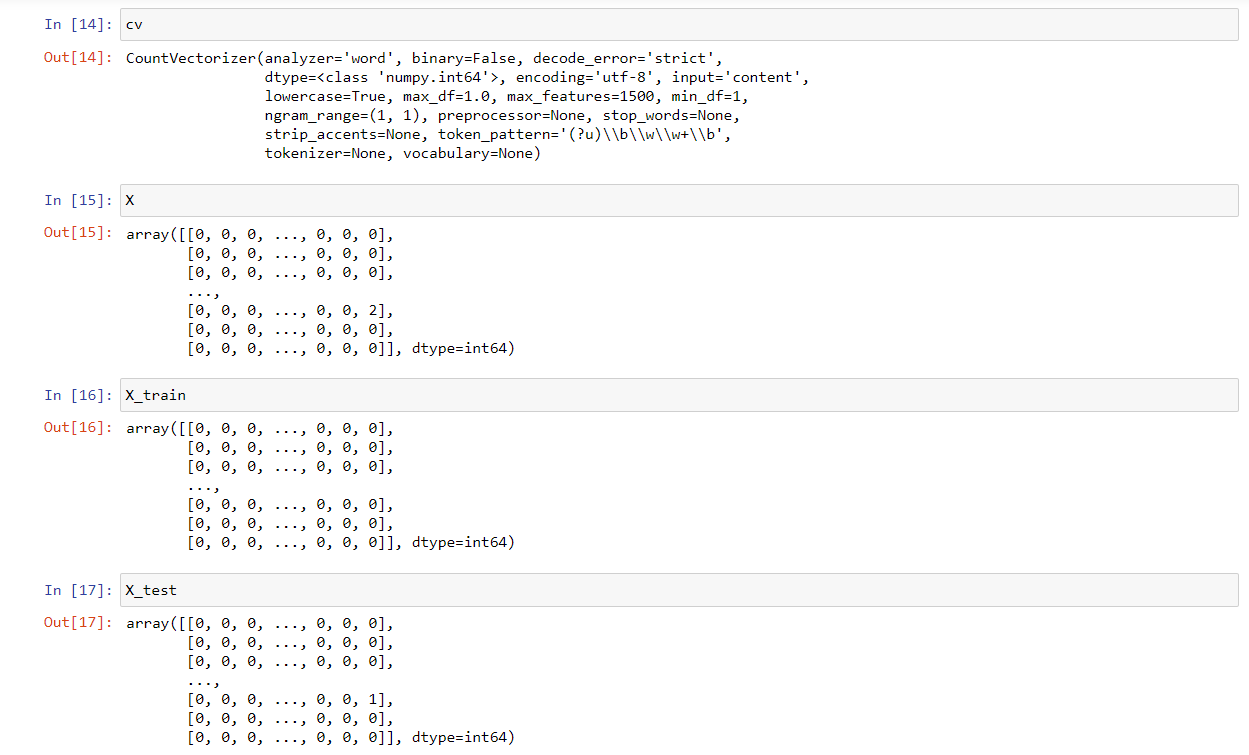 In [14]: cv
Out[14]: CountVectorizer(analyzer='word', binary=False, decode_error='strict',
dtype=<class 'numpy.int64'>, encoding='utf-8', input='content',
lowercase=True, max_df=1.0, max_features=1500, min_df=1,
ngram_range=(1, 1), preprocessor=None, stop_words=None,
strip_accents=None, token_pattern='(?u)\\b\\w\\w+\\b',
tokenizer=None, vocabulary=None)
In [15]: X
Out[15]: array([[0, 0, 0, ..., 0, 0, 0],
[0, 0, 0, ..., 0, 0, 0],
[0, 0, 0, ..., 0, 0, 0],
...,
[0, 0, 0, ..., 0, 0, 2],
[0, 0, 0, ..., 0, 0, 0],
[0, 0, 0, ..., 0, 0, 0]], dtype=int64)
In [16]: X_train
Out[16]: array([[0, 0, 0, ..., 0, 0, 0],
[0, 0, 0, ..., 0, 0, 0],
[0, 0, 0, ..., 0, 0, 0],
...,
[0, 0, 0, ..., 0, 0, 0],
[0, 0, 0, ..., 0, 0, 0],
[0, 0, 0, ..., 0, 0, 0]], dtype=int64)
In [17]: X_test
Out[17]: array([[0, 0, 0, ..., 0, 0, 0],
[0, 0, 0, ..., 0, 0, 0],
[0, 0, 0, ..., 0, 0, 0],
...,
[0, 0, 0, ..., 0, 0, 1],
[0, 0, 0, ..., 0, 0, 0],
[0, 0, 0, ..., 0, 0, 0]], dtype=int64)